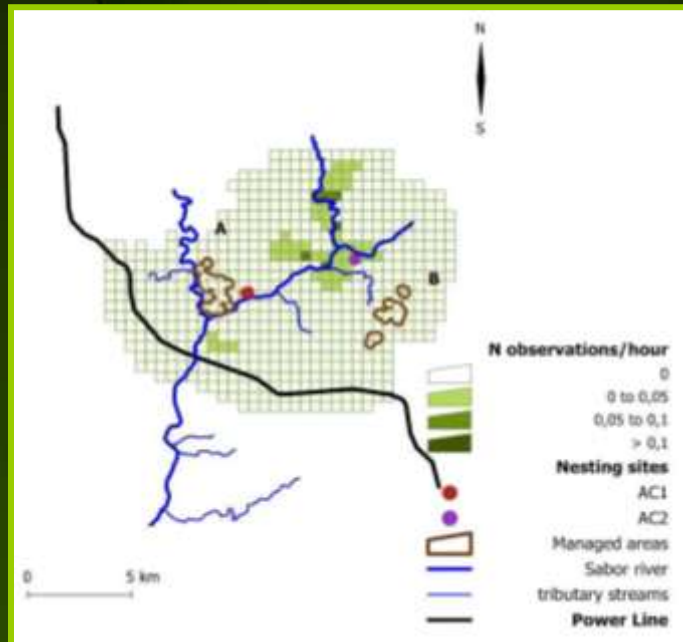 N
S
A
B
N observations/hour
0
0 to 0,05
0,05 to 0,1
> 0,1
Nesting sites
AC1
AC2
Managed areas
Sabor river
tributary streams
Power Line
0 5 km